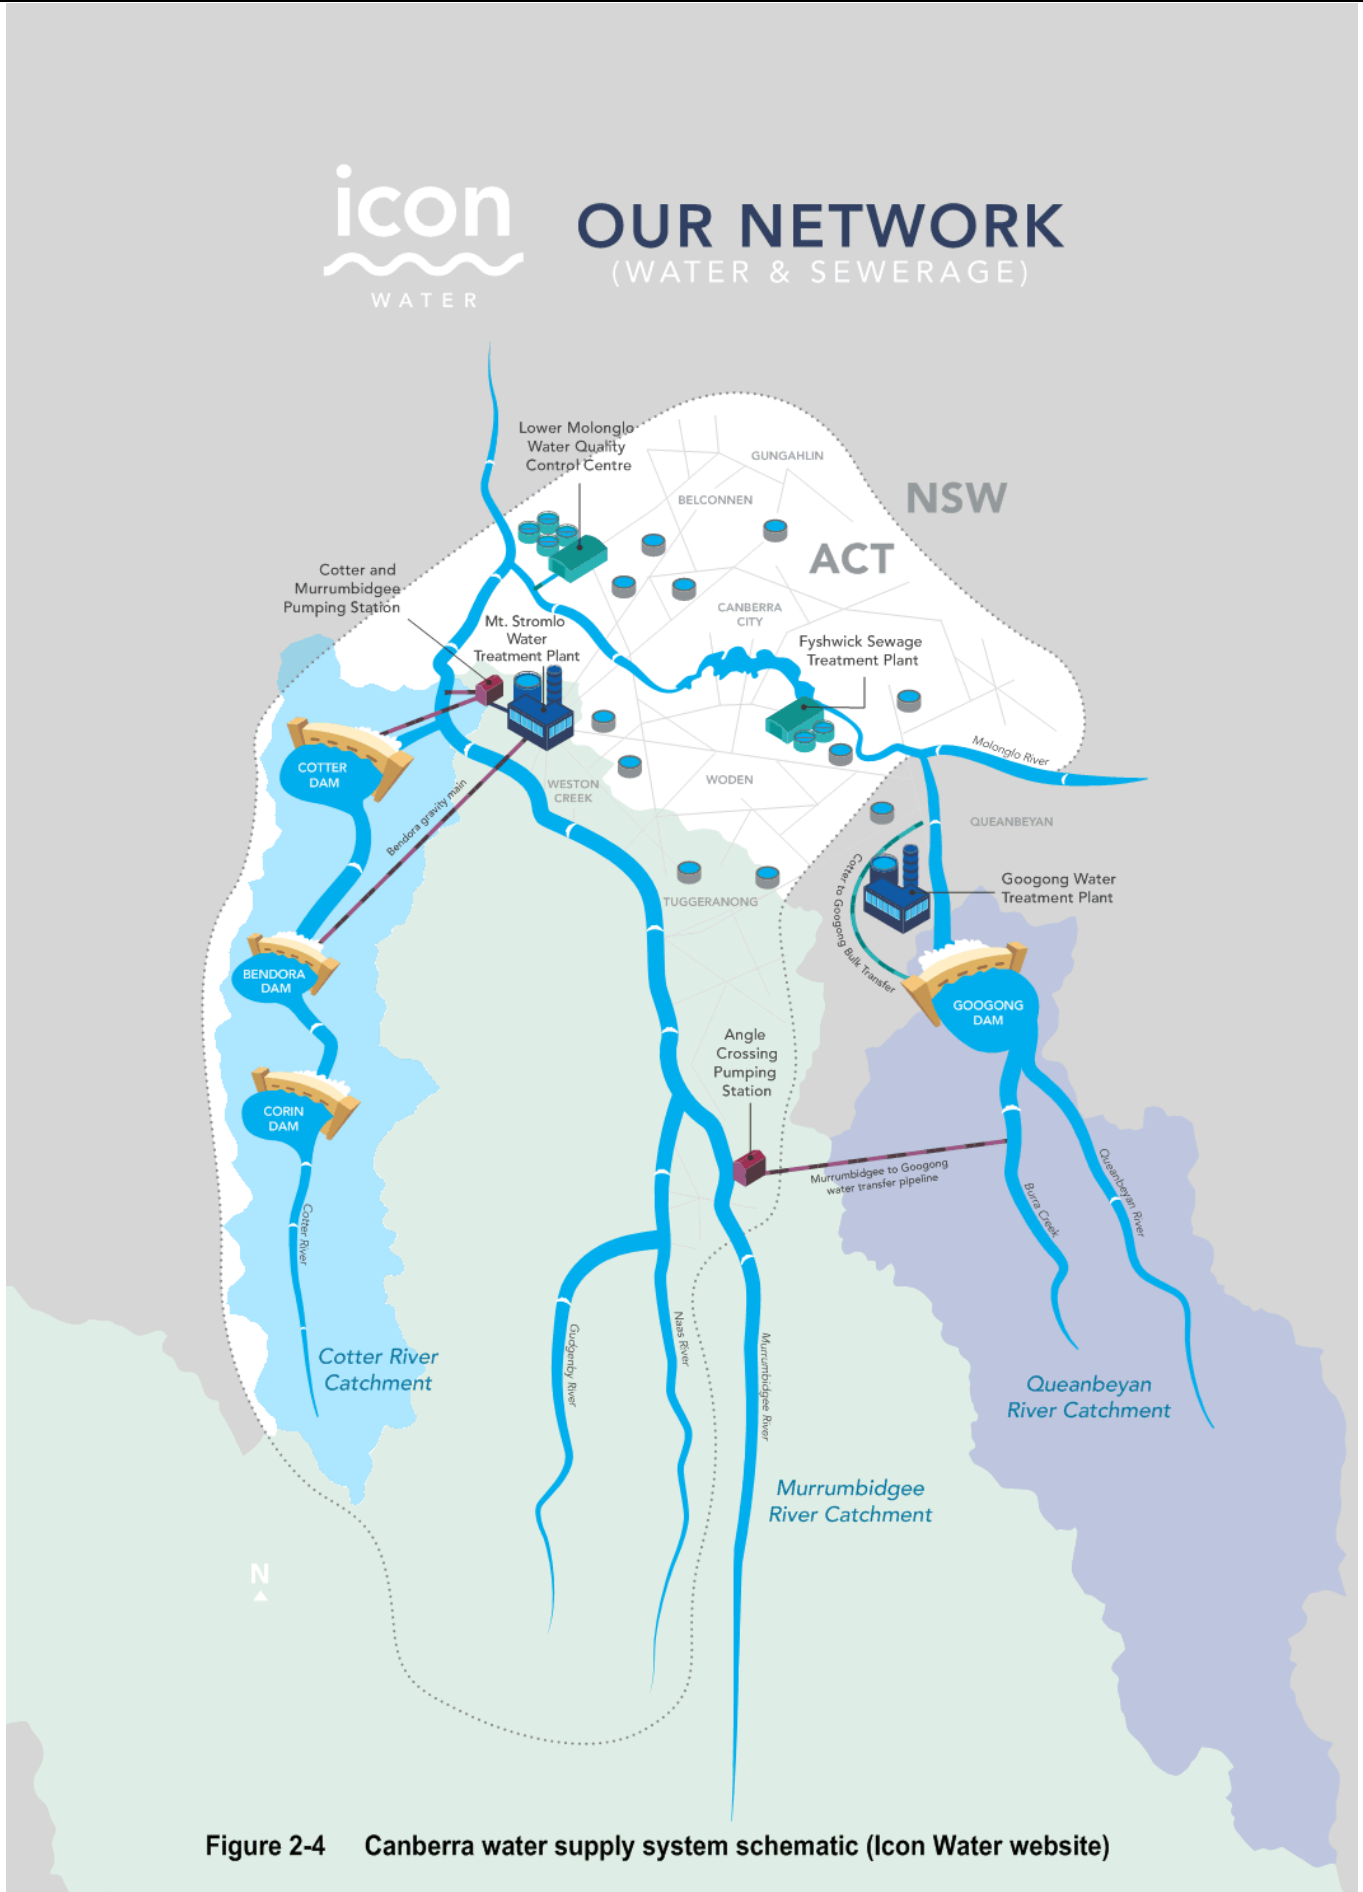 icon
WATER
OUR NETWORK
(WATER & SEWERAGE)
Lower Molonglo
Water Quality
Control Centre
GUNGAHLIN
BELCONNEN
NSW
ACT
Cotter and
Murrumbidgee
Pumping Station
Mt. Stromlo
Water
Treatment Plant
CANBERRA
CITY
Fyshwick Sewage
Treatment Plant
Molonglo River
COTTER
DAM
Bendora gravity main
WESTON
CREEK
WODEN
QUEANBEYAN
Cotter to Googong Bulk Transfer
Googong Water
Treatment Plant
TUGGERANONG
BENDORA
DAM
GOOGONG
DAM
Angle
Crossing
Pumping
Station
CORIN
DAM
Murrumbidgee to Googong
water transfer pipeline
Cotter River
Burra Creek
Queanbeyan River
Gudgenby River
Naas River
Murrumbidgee River
Cotter River
Catchment
Queanbeyan
River Catchment
Murrumbidgee
River Catchment
N
Figure 2-4 Canberra water supply system schematic (Icon Water website)